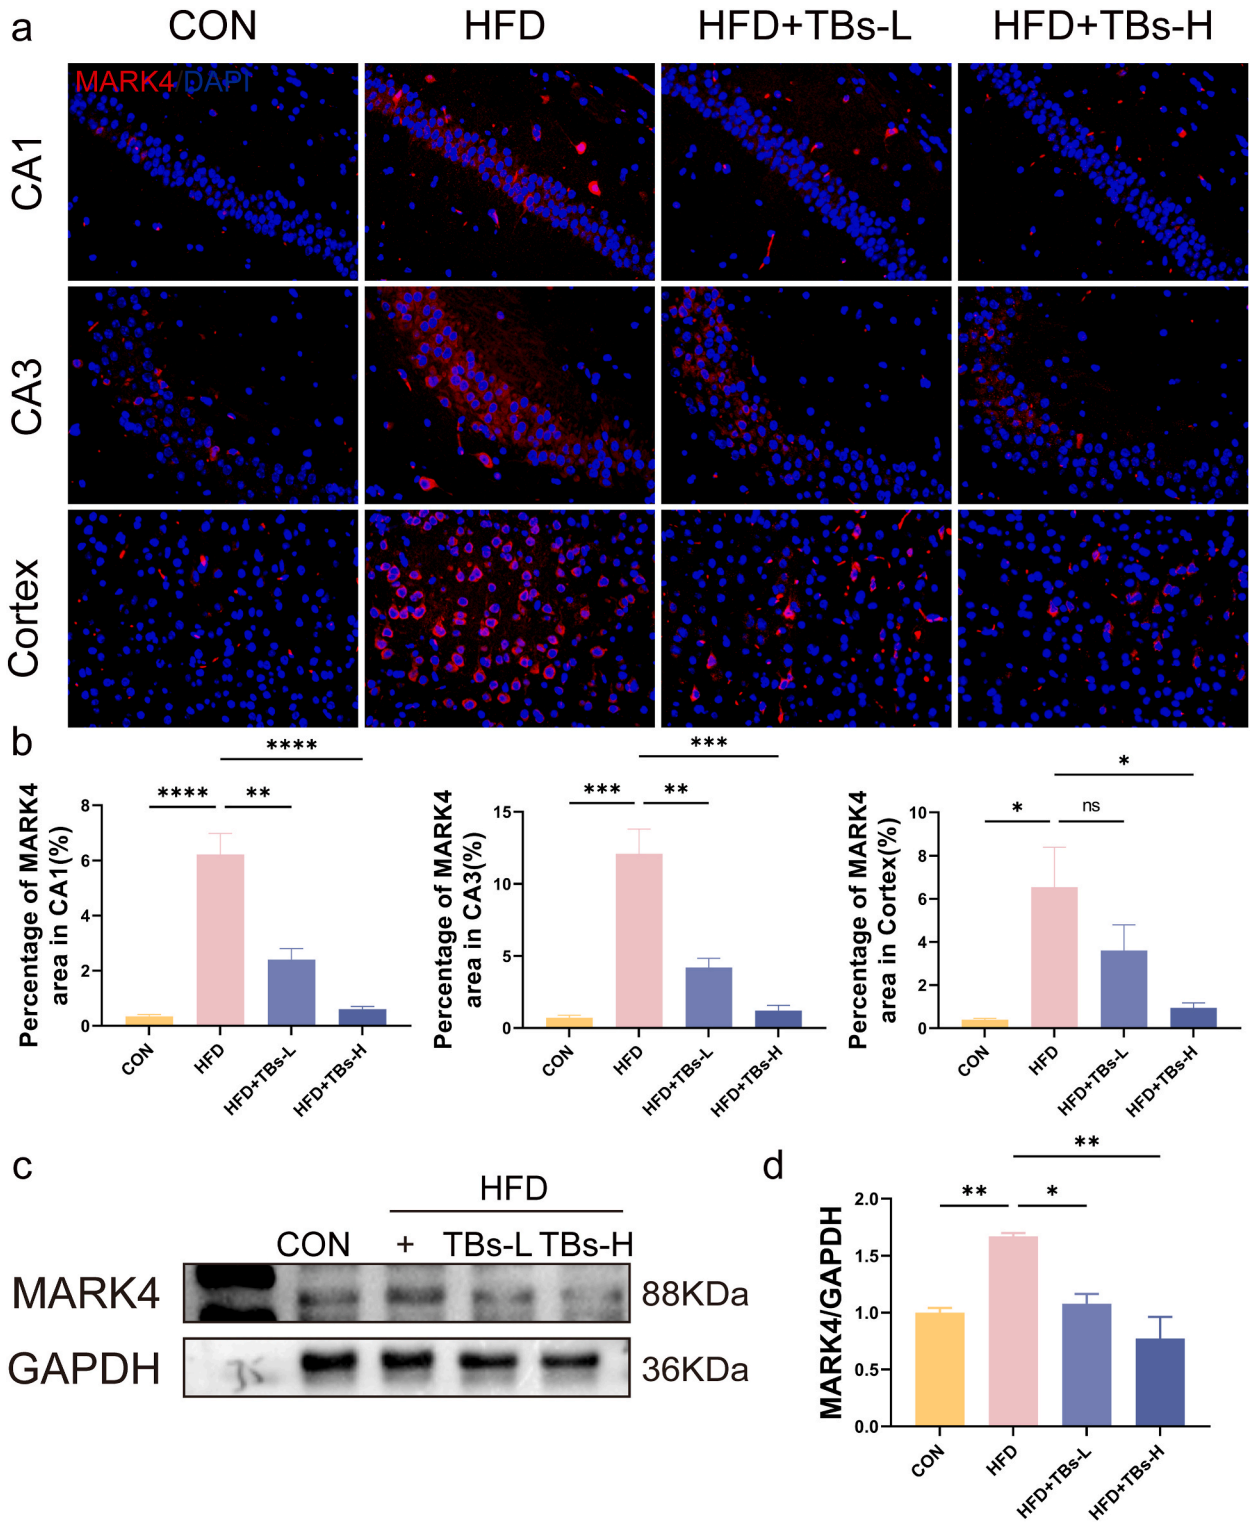 a
CON HFD HFD+TBs-L HFD+TBs-H
MARK4/DAPI
CA1
CA3
Cortex
b
Percentage of MARK4
area in CA1(%)
8
6
4
2
0
**** ** ****
CON HFD HFD+TBs-L HFD+TBs-H
Percentage of MARK4
area in CA3(%)
15
10
5
0
*** ** ***
CON HFD HFD+TBs-L HFD+TBs-H
Percentage of MARK4
area in Cortex(%)
10
8
6
4
2
0
* ns *
CON HFD HFD+TBs-L HFD+TBs-H
c
HFD
CON + TBs-L TBs-H
MARK4 88KDa
GAPDH 36KDa
35
d
MARK4/GAPDH
2.0
1.5
1.0
0.5
0.0
** * **
CON HFD HFD+TBs-L HFD+TBs-H